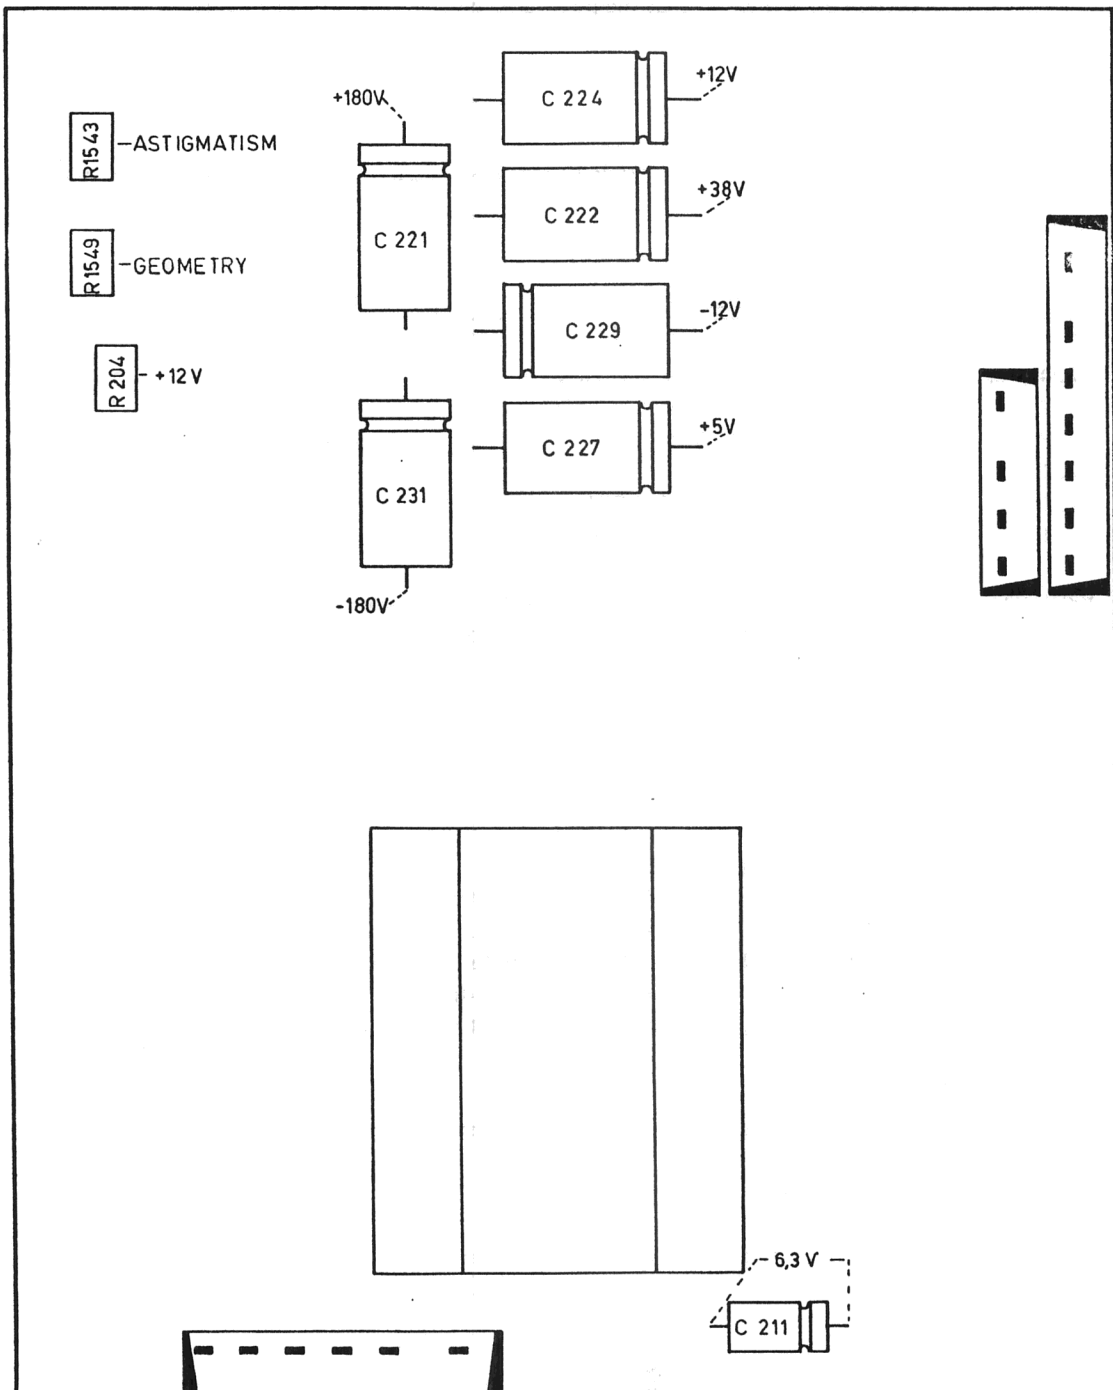 +12V
C 224
+180V
R1543
-ASTIGMATISM
+38V
C 222
C 221
R1549
-GEOMETRY
-12V
C 229
R 204
- +12V
+5V
C 227
C 231
-180V
- 6,3 V -
C 211